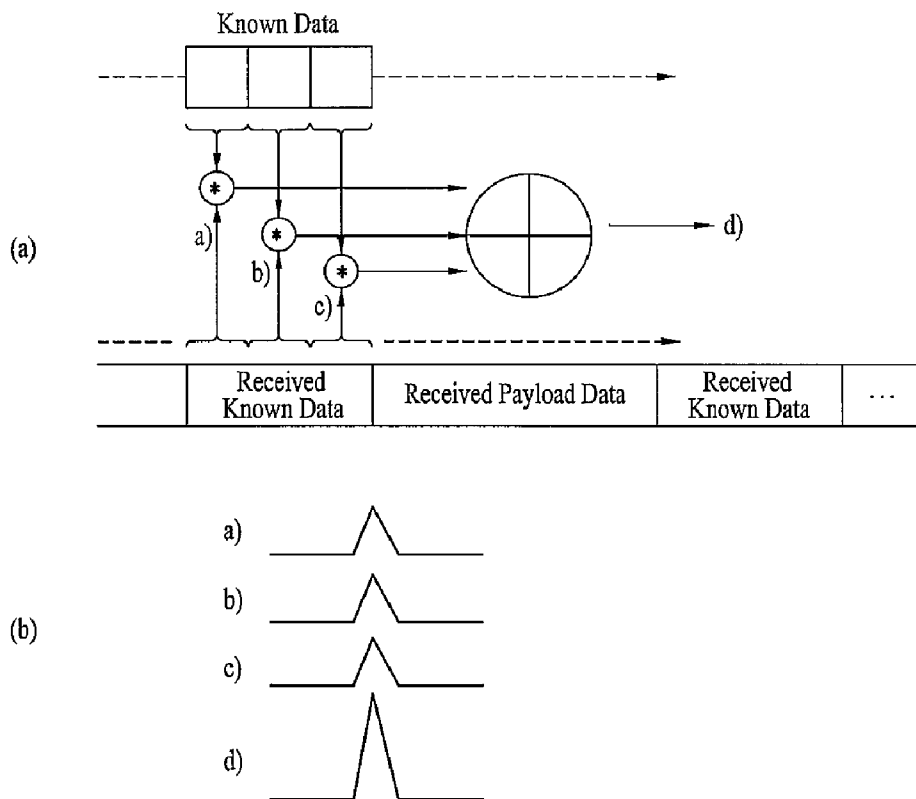 Known Data
(a)
*
a)
*
b)
*
c)
d)
Received Known Data
Received Payload Data
Received Known Data
...
(b)
a)
b)
c)
d)